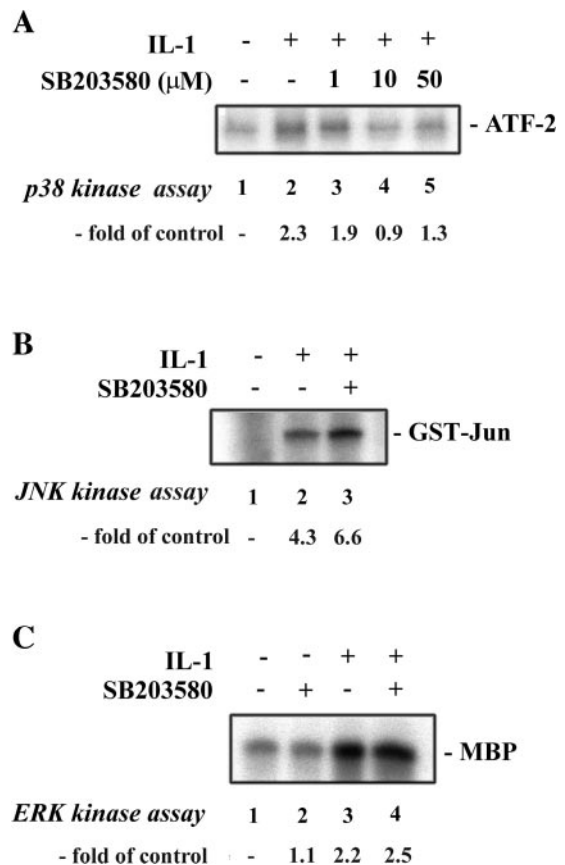 A
IL-1 - + + + +
SB203580 (μM) - - 1 10 50
- ATF-2
p38 kinase assay 1 2 3 4 5
- fold of control - 2.3 1.9 0.9 1.3
B
IL-1 - + +
SB203580 - - +
- GST-Jun
JNK kinase assay 1 2 3
- fold of control - 4.3 6.6
C
IL-1 - - + +
SB203580 - + - +
- MBP
ERK kinase assay 1 2 3 4
- fold of control - 1.1 2.2 2.5